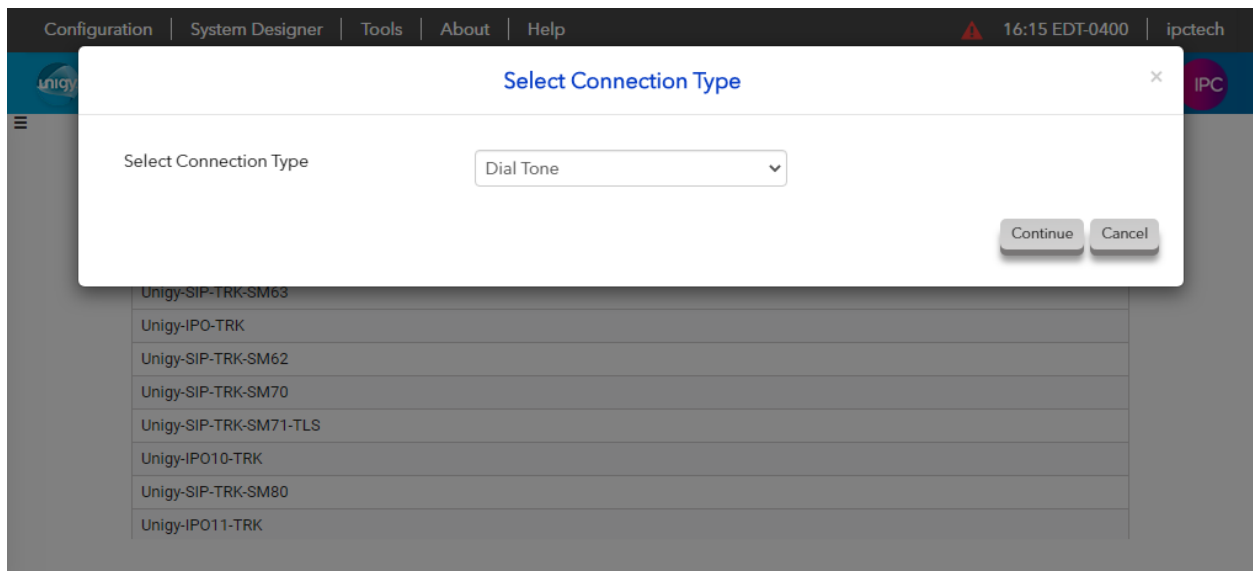 Configuration | System Designer | Tools | About | Help 16:15 EDT-0400 | ipctech
Select Connection Type ×
unigy IPC
Select Connection Type Dial Tone
Continue Cancel
Unigy-SIP-TRK-SM63
Unigy-IPO-TRK
Unigy-SIP-TRK-SM62
Unigy-SIP-TRK-SM70
Unigy-SIP-TRK-SM71-TLS
Unigy-IPO10-TRK
Unigy-SIP-TRK-SM80
Unigy-IPO11-TRK